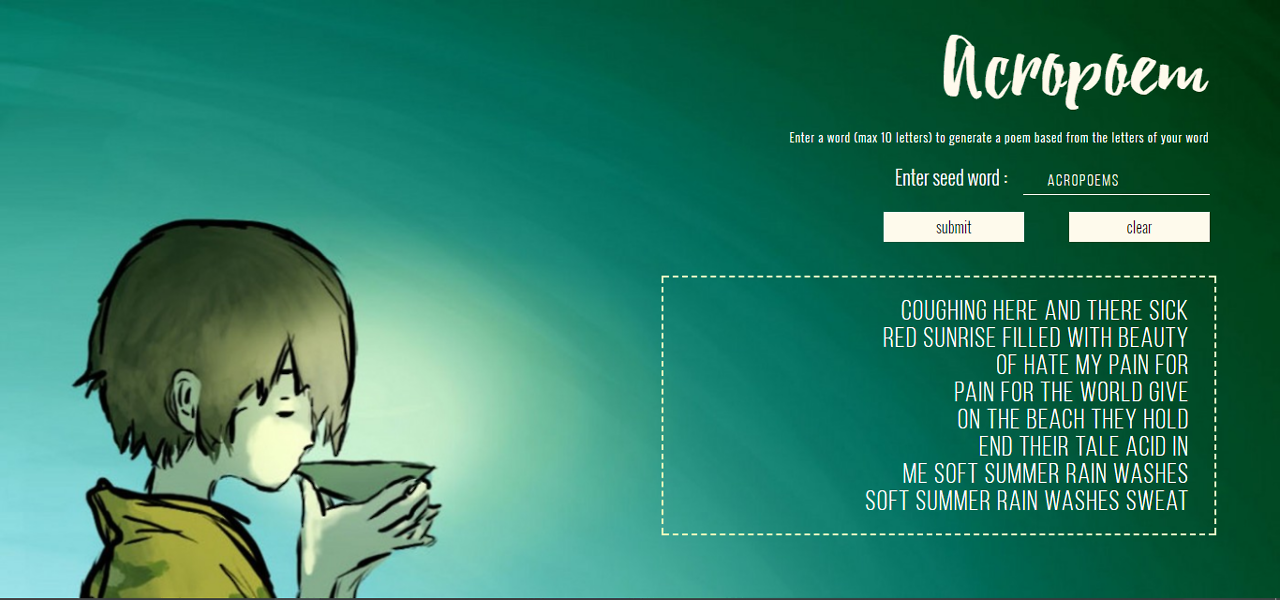 Acropoem
Enter a word (max 10 letters) to generate a poem based from the letters of your word
Enter seed word : ACROPOEMS
submit clear
COUGHING HERE AND THERE SICK
RED SUNRISE FILLED WITH BEAUTY
OF HATE MY PAIN FOR
PAIN FOR THE WORLD GIVE
ON THE BEACH THEY HOLD
END THEIR TALE ACID IN
ME SOFT SUMMER RAIN WASHES
SOFT SUMMER RAIN WASHES SWEAT